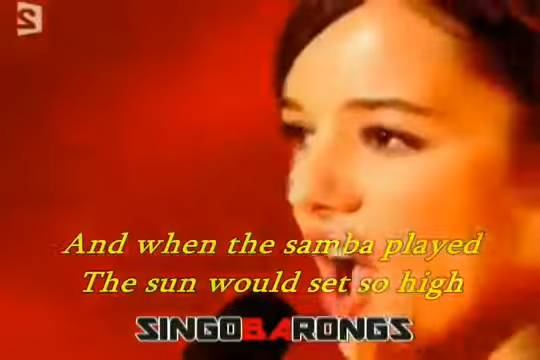 And when the samba played
The sun would set so high
SINGOBARONGS